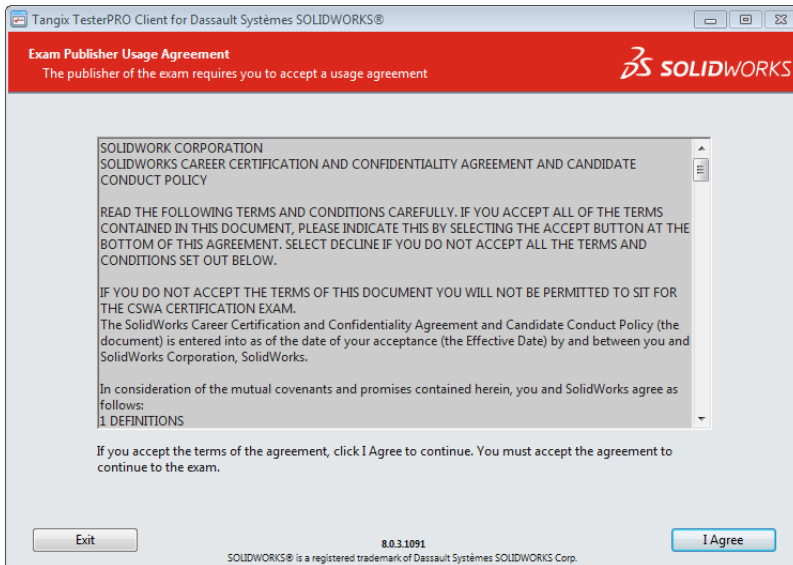 Tangix TesterPRO Client for Dassault Systèmes SOLIDWORKS®
Exam Publisher Usage Agreement
The publisher of the exam requires you to accept a usage agreement
SOLIDWORKS
SOLIDWORK CORPORATION
SOLIDWORKS CAREER CERTIFICATION AND CONFIDENTIALITY AGREEMENT AND CANDIDATE
CONDUCT POLICY
READ THE FOLLOWING TERMS AND CONDITIONS CAREFULLY. IF YOU ACCEPT ALL OF THE TERMS
CONTAINED IN THIS DOCUMENT, PLEASE INDICATE THIS BY SELECTING THE ACCEPT BUTTON AT THE
BOTTOM OF THIS AGREEMENT. SELECT DECLINE IF YOU DO NOT ACCEPT ALL THE TERMS AND
CONDITIONS SET OUT BELOW.
IF YOU DO NOT ACCEPT THE TERMS OF THIS DOCUMENT YOU WILL NOT BE PERMITTED TO SIT FOR
THE CSWA CERTIFICATION EXAM.
The SolidWorks Career Certification and Confidentiality Agreement and Candidate Conduct Policy (the
document) is entered into as of the date of your acceptance (the Effective Date) by and between you and
SolidWorks Corporation, SolidWorks.
In consideration of the mutual covenants and promises contained herein, you and SolidWorks agree as
follows:
1 DEFINITIONS
If you accept the terms of the agreement, click I Agree to continue. You must accept the agreement to
continue to the exam.
Exit
8.0.3.1091
I Agree
SOLIDWORKS® is a registered trademark of Dassault Systèmes SOLIDWORKS Corp.